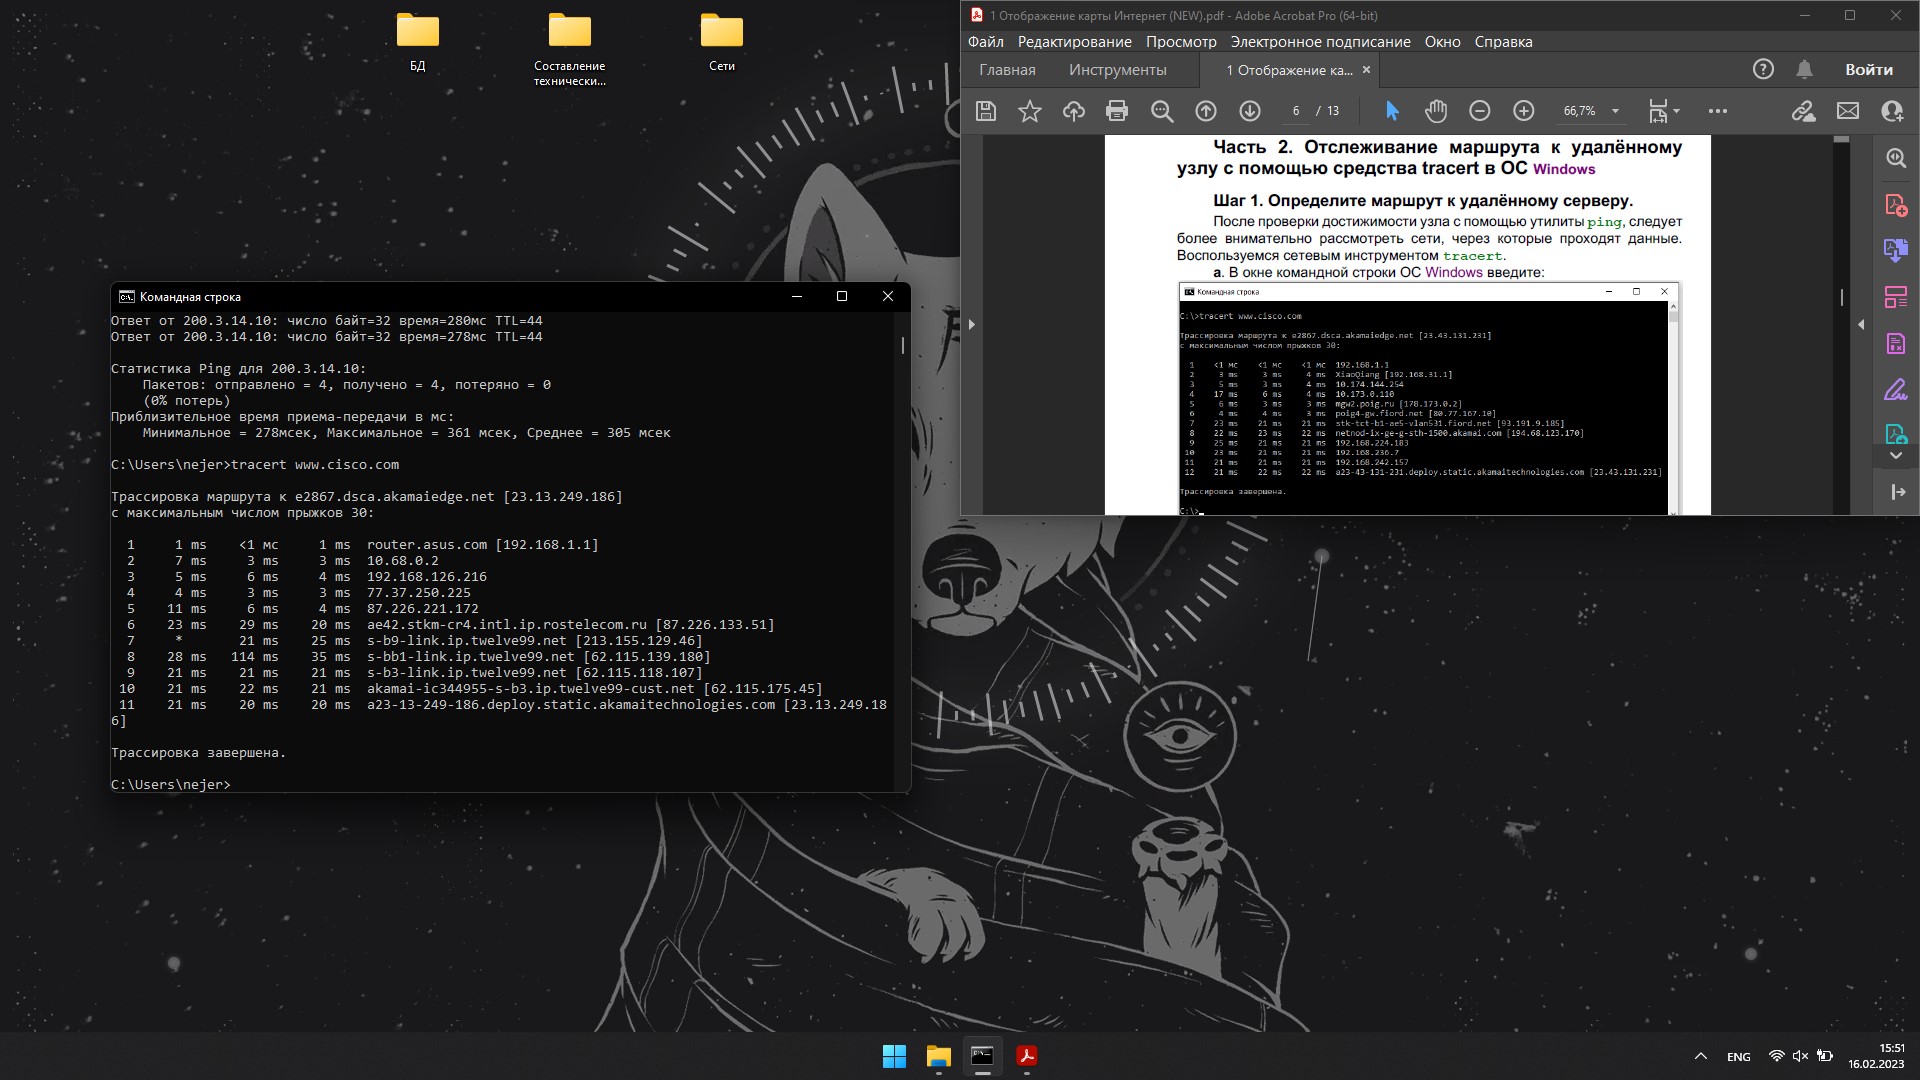 БД
Составление
технически...
Сети
1 Отображение карты Интернет (NEW).pdf - Adobe Acrobat Pro (64-bit)
Файл Редактирование Просмотр Электронное подписание Окно Справка
Главная Инструменты 1 Отображение ка... Войти
6 / 13 66,7%
Часть 2. Отслеживание маршрута к удалённому
узлу с помощью средства tracert в ОС Windows
Шаг 1. Определите маршрут к удалённому серверу.
После проверки достижимости узла с помощью утилиты ping, следует
более внимательно рассмотреть сети, через которые проходят данные.
Воспользуемся сетевым инструментом tracert.
а. В окне командной строки ОС Windows введите:
Командная строка
C:\>tracert www.cisco.com
Трассировка маршрута к e2867.dsca.akamaiedge.net [23.43.131.231]
с максимальным числом прыжков 30:
1 <1 мс <1 мс <1 мс 192.168.1.1
2 3 ms 3 ms 4 ms XiaoQiang [192.168.31.1]
3 5 ms 3 ms 4 ms 10.174.144.254
4 17 ms 6 ms 4 ms 10.173.0.110
5 6 ms 3 ms 3 ms mgw2.poig.ru [178.173.0.2]
6 4 ms 4 ms 3 ms poig4-gw.fiord.net [80.77.167.10]
7 23 ms 21 ms 21 ms stk-tct-b1-ae5-vlan531.fiord.net [93.191.9.185]
8 22 ms 23 ms 22 ms netnod-ix-ge-g-sth-1500.akamai.com [194.68.123.170]
9 25 ms 21 ms 21 ms 192.168.224.183
10 23 ms 21 ms 21 ms 192.168.236.7
11 21 ms 21 ms 21 ms 192.168.242.157
12 21 ms 22 ms 22 ms a23-43-131-231.deploy.static.akamaitechnologies.com [23.43.131.231]
Трассировка завершена.
C:\>
Командная строка
Ответ от 200.3.14.10: число байт=32 время=280мс TTL=44
Ответ от 200.3.14.10: число байт=32 время=278мс TTL=44
Статистика Ping для 200.3.14.10:
Пакетов: отправлено = 4, получено = 4, потеряно = 0
(0% потерь)
Приблизительное время приема-передачи в мс:
Минимальное = 278мсек, Максимальное = 361 мсек, Среднее = 305 мсек
C:\Users\nejer>tracert www.cisco.com
Трассировка маршрута к e2867.dsca.akamaiedge.net [23.13.249.186]
с максимальным числом прыжков 30:
1 1 ms <1 мс 1 ms router.asus.com [192.168.1.1]
2 7 ms 3 ms 3 ms 10.68.0.2
3 5 ms 6 ms 4 ms 192.168.126.216
4 4 ms 3 ms 3 ms 77.37.250.225
5 11 ms 6 ms 4 ms 87.226.221.172
6 23 ms 29 ms 20 ms ae42.stkm-cr4.intl.ip.rostelecom.ru [87.226.133.51]
7 * 21 ms 25 ms s-b9-link.ip.twelve99.net [213.155.129.46]
8 28 ms 114 ms 35 ms s-bb1-link.ip.twelve99.net [62.115.139.180]
9 21 ms 21 ms 21 ms s-b3-link.ip.twelve99.net [62.115.118.107]
10 21 ms 22 ms 21 ms akamai-ic344955-s-b3.ip.twelve99-cust.net [62.115.175.45]
11 21 ms 20 ms 20 ms a23-13-249-186.deploy.static.akamaitechnologies.com [23.13.249.18
6]
Трассировка завершена.
C:\Users\nejer>
ENG
15:51
16.02.2023